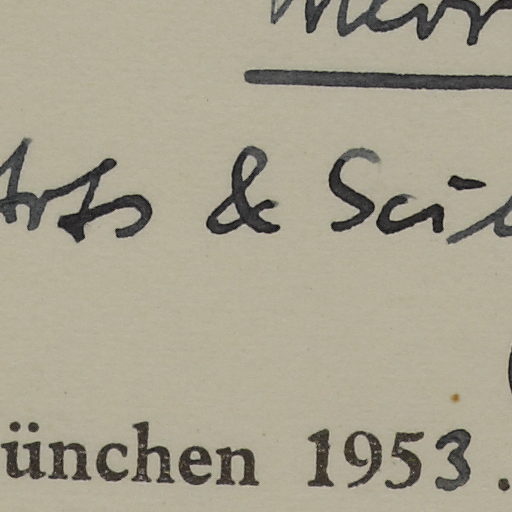 Arts & Sci
ünchen 1953.